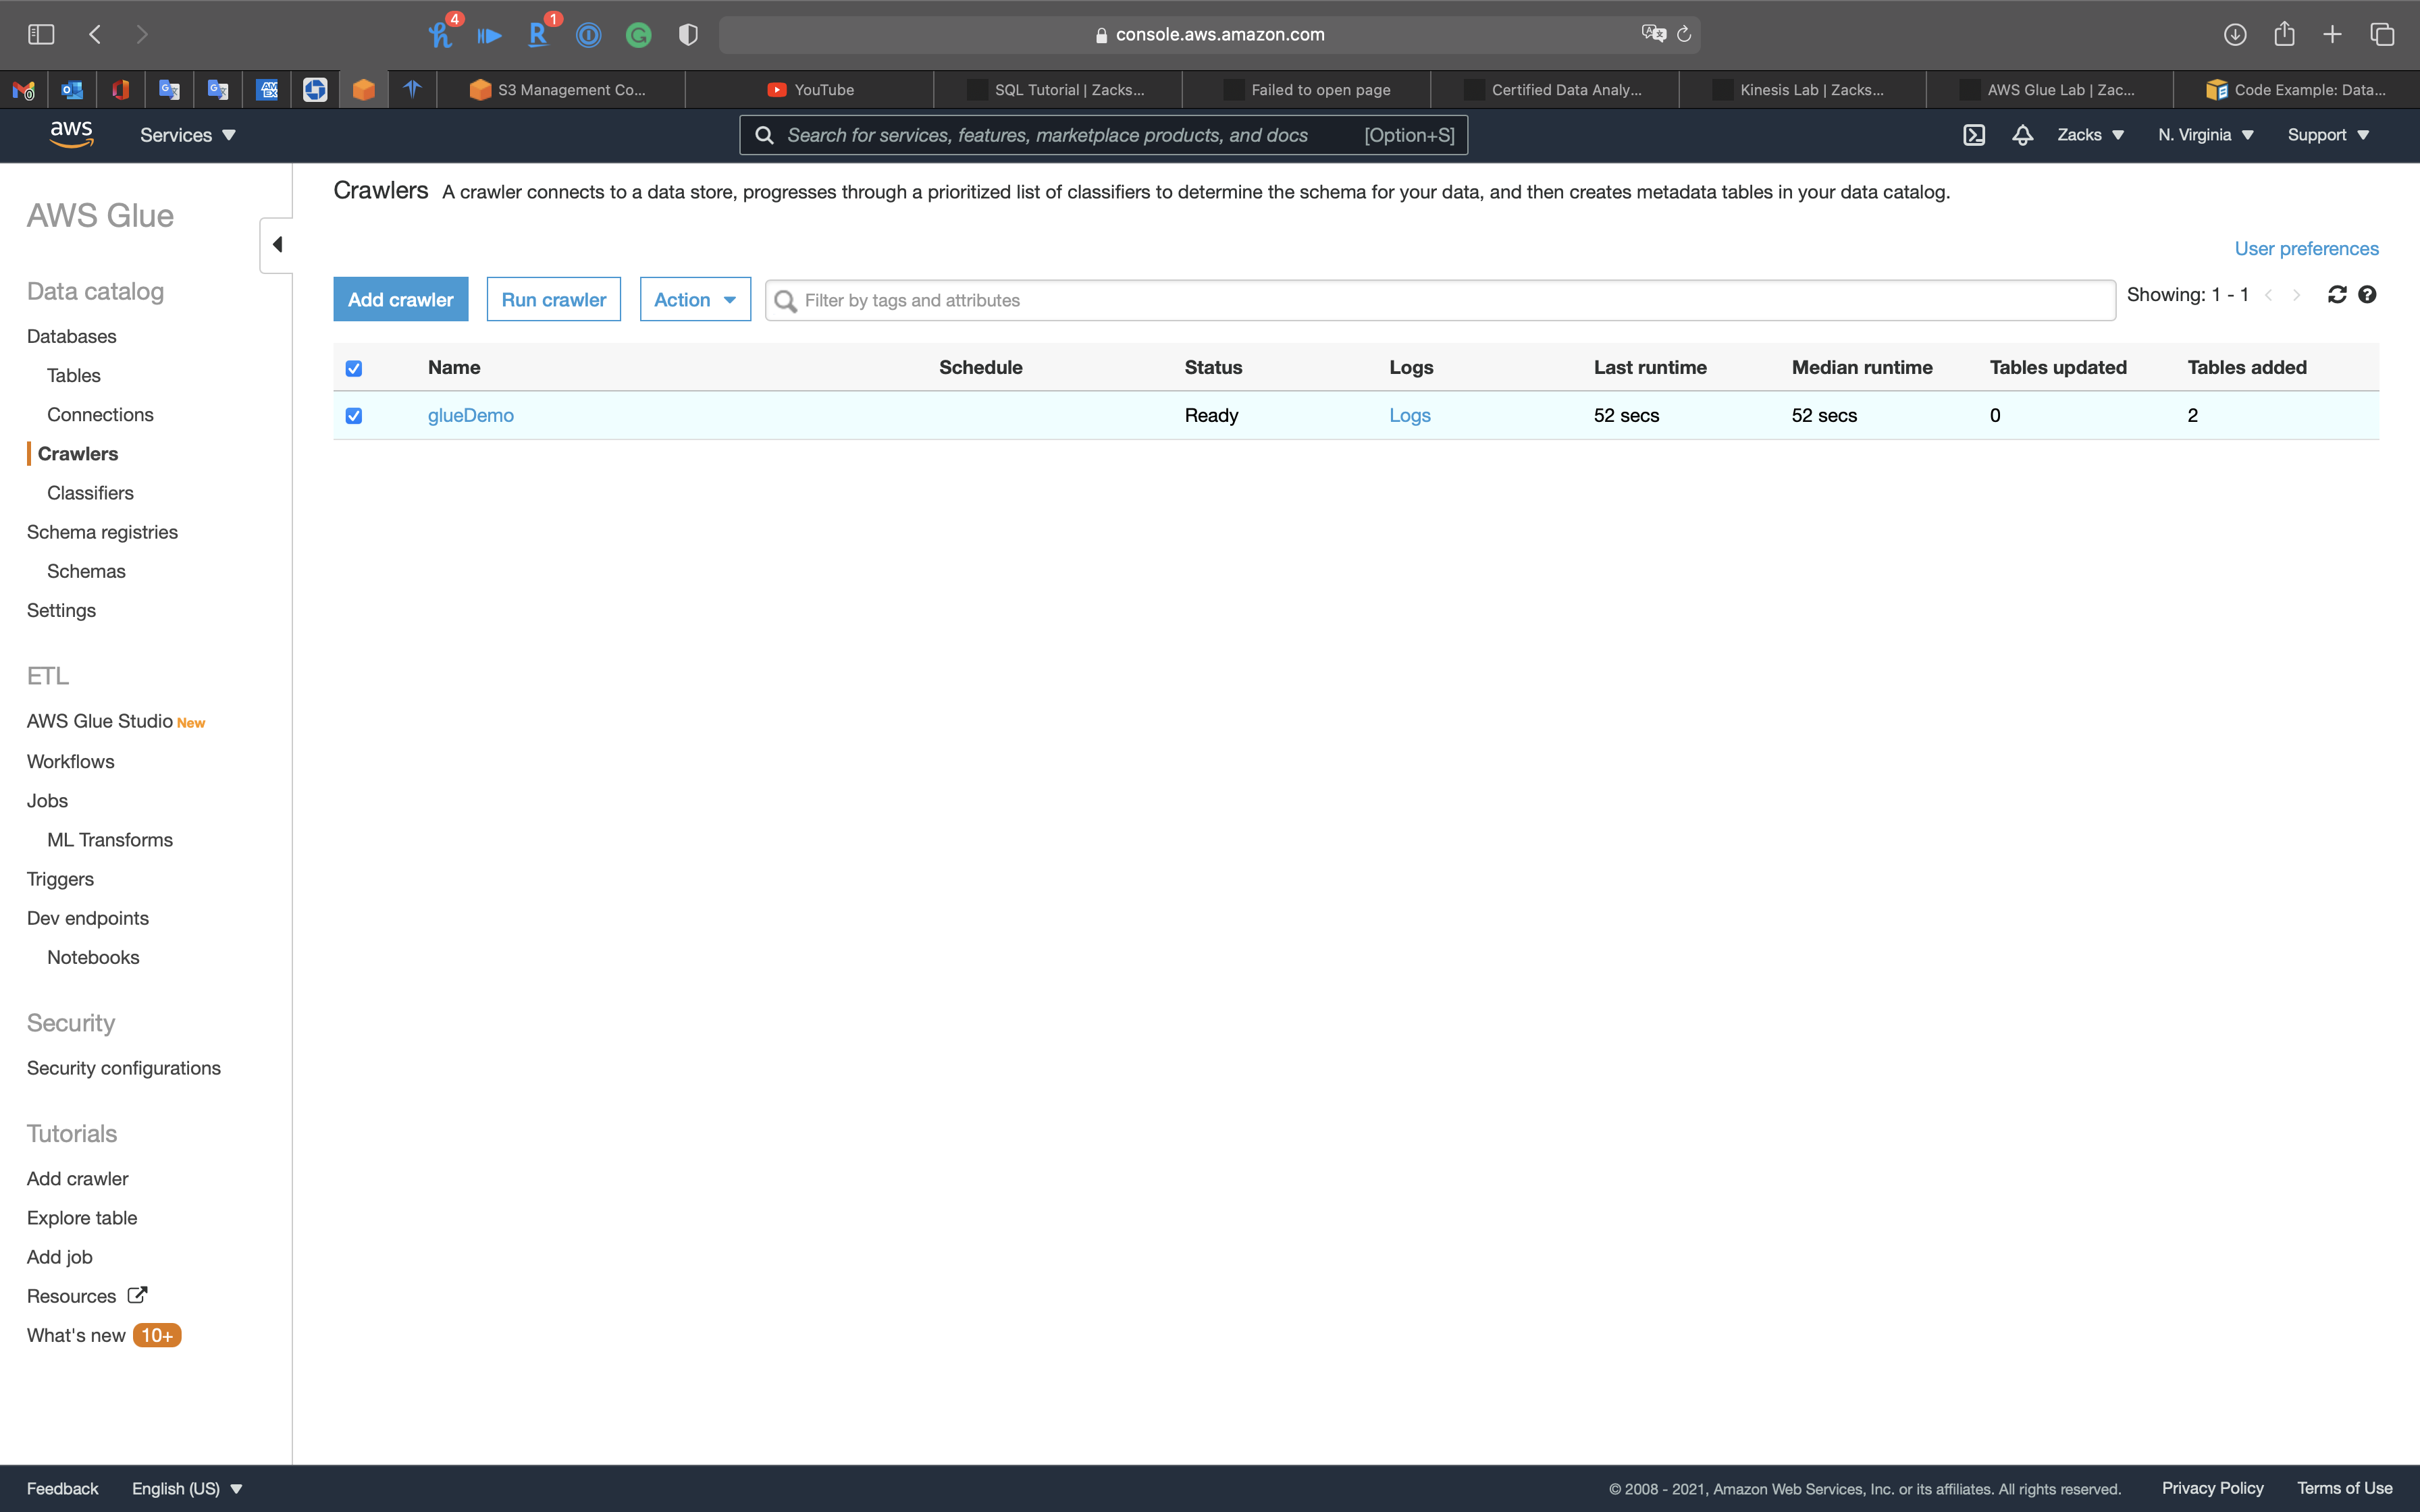 4
1
console.aws.amazon.com
0
AM
EX
S3 Management Co...
YouTube
SQL Tutorial | Zacks...
Failed to open page
Certified Data Analy...
Kinesis Lab | Zacks...
AWS Glue Lab | Zac...
Code Example: Data...
aws
Services
Search for services, features, marketplace products, and docs
[Option+S]
Zacks
N. Virginia
Support
AWS Glue
Data catalog
Databases
Tables
Connections
Crawlers
Classifiers
Schema registries
Schemas
Settings
ETL
AWS Glue Studio New
Workflows
Jobs
ML Transforms
Triggers
Dev endpoints
Notebooks
Security
Security configurations
Tutorials
Add crawler
Explore table
Add job
Resources
What's new 10+
Crawlers A crawler connects to a data store, progresses through a prioritized list of classifiers to determine the schema for your data, and then creates metadata tables in your data catalog.
User preferences
Add crawler
Run crawler
Action
Filter by tags and attributes
Showing: 1 - 1
Name Schedule Status Logs Last runtime Median runtime Tables updated Tables added
glueDemo Ready Logs 52 secs 52 secs 0 2
Feedback
English (US)
© 2008 - 2021, Amazon Web Services, Inc. or its affiliates. All rights reserved.
Privacy Policy
Terms of Use